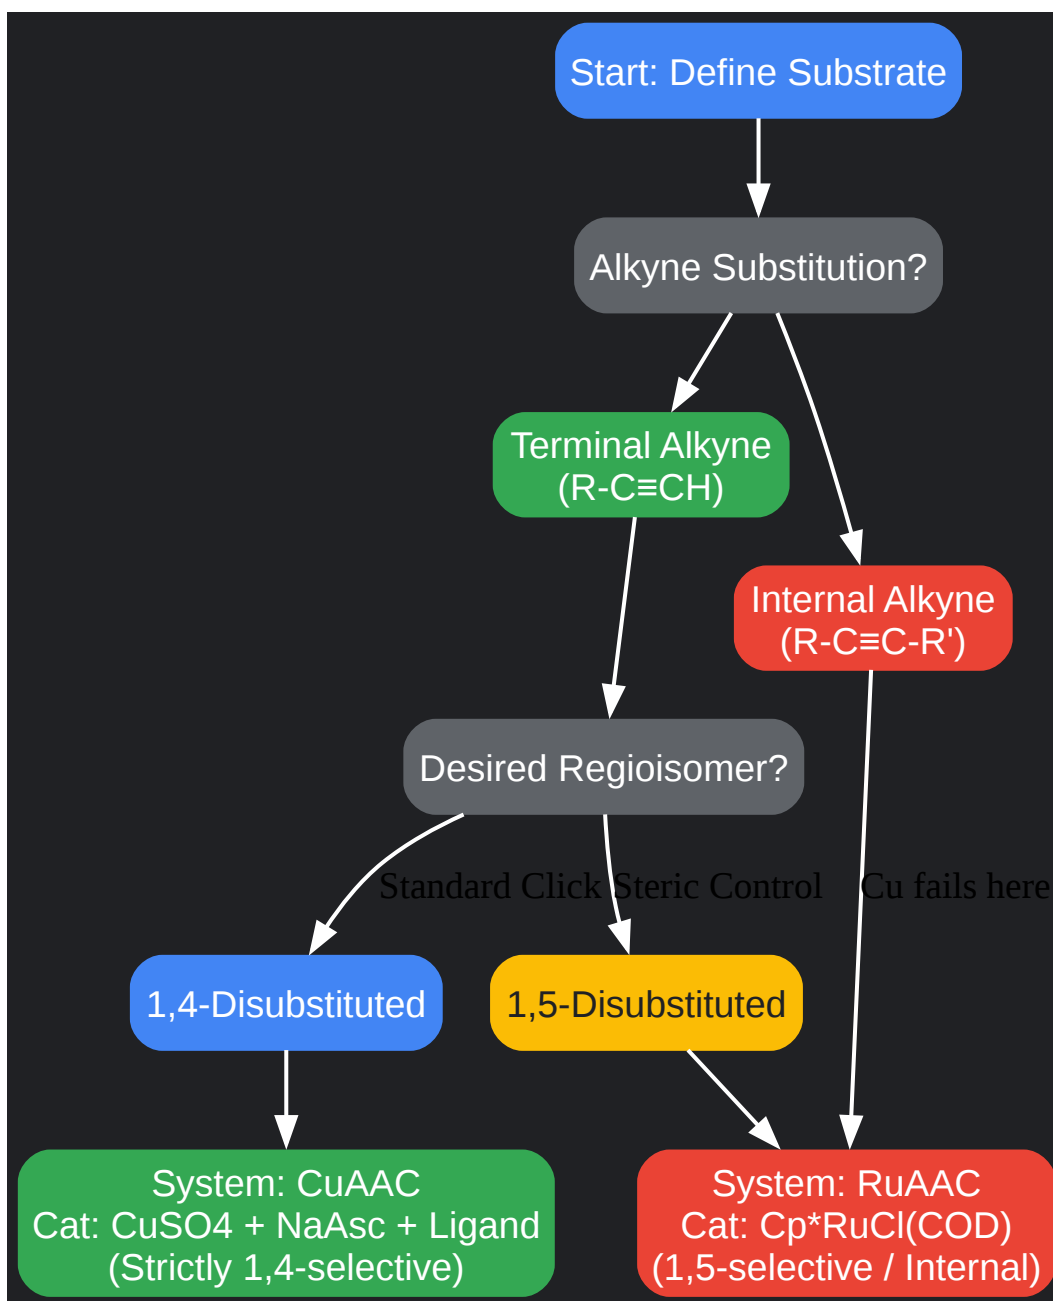 Start: Define Substrate
Alkyne Substitution?
Terminal Alkyne
(R-C≡CH)
Internal Alkyne
(R-C≡C-R')
Desired Regioisomer?
Standard Click
Steric Control
Cu fails here
1,4-Disubstituted
1,5-Disubstituted
System: CuAAC
Cat: CuSO4 + NaAsc + Ligand
(Strictly 1,4-selective)
System: RuAAC
Cat: Cp*RuCl(COD)
(1,5-selective / Internal)